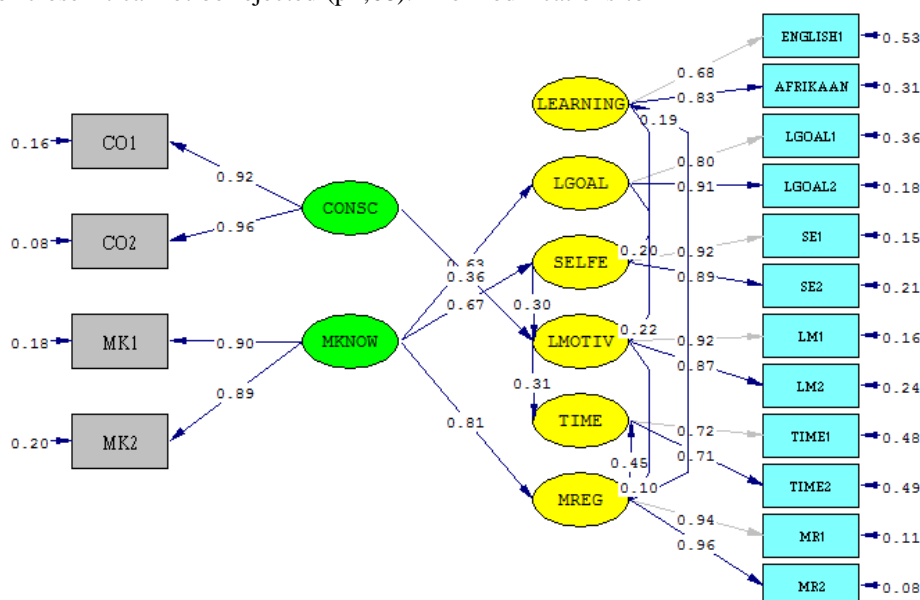 ENGLISH1
0.53
0.68
LEARNING
0.83
AFRIKAAN
0.31
0.19
0.16
CO1
LGOAL1
0.36
0.80
0.92
LGOAL
0.91
LGOAL2
0.18
CONSC
0.96
0.08
CO2
SE1
0.15
0.20
0.92
0.63
SELFE
0.36
0.89
SE2
0.21
0.67
0.30
0.18
MK1
0.90
MKNOW
LMOTIV
0.22
0.92
LM1
0.16
0.87
0.89
0.31
LM2
0.24
0.81
TIME
0.72
TIME1
0.48
0.20
MK2
0.71
0.45
TIME2
0.49
0.10
MREG
0.94
MR1
0.11
0.96
MR2
0.08